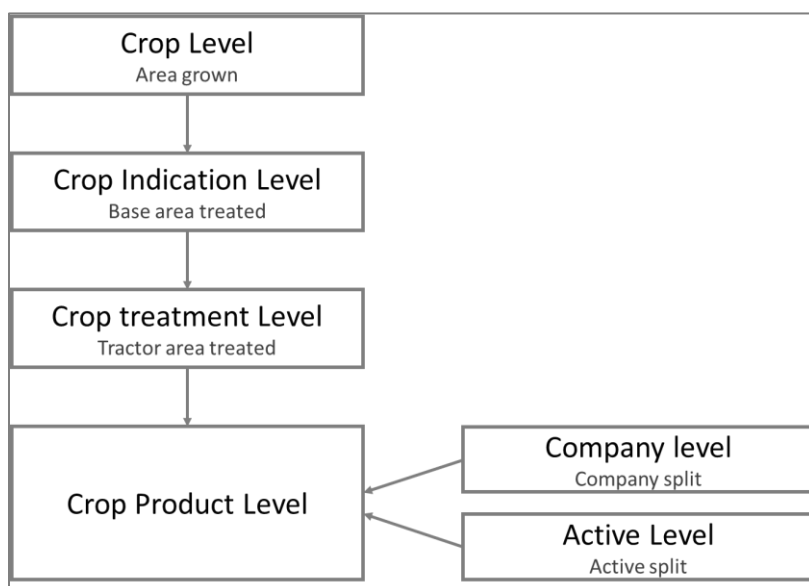 Crop Level
Area grown
Crop Indication Level
Base area treated
Crop treatment Level
Tractor area treated
Crop Product Level
Company level
Company split
Active Level
Active split